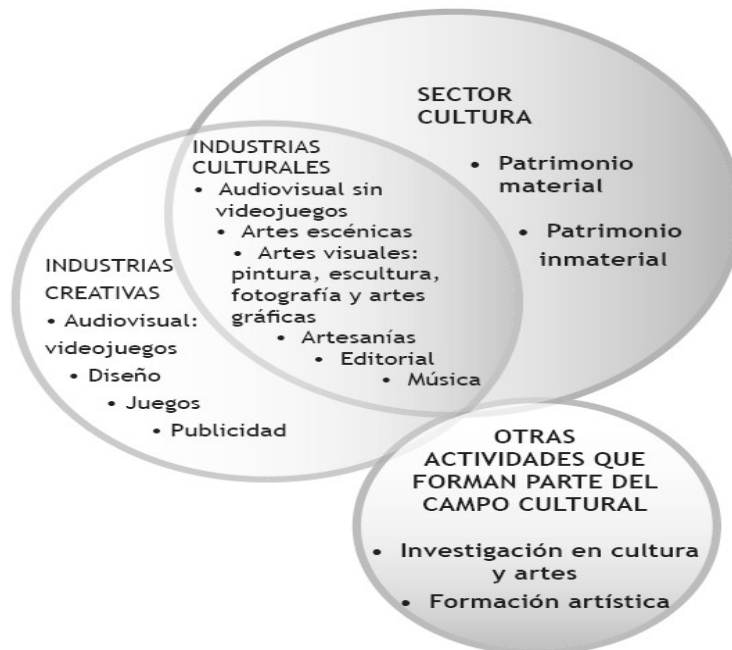 SECTOR
CULTURA
• Patrimonio
material
• Patrimonio
inmaterial
INDUSTRIAS
CULTURALES
• Audiovisual sin
videojuegos
• Artes escénicas
• Artes visuales:
pintura, escultura,
fotografía y artes
gráficas
• Artesanías
• Editorial
• Música
INDUSTRIAS
CREATIVAS
• Audiovisual:
videojuegos
• Diseño
• Juegos
• Publicidad
OTRAS
ACTIVIDADES QUE
FORMAN PARTE DEL
CAMPO CULTURAL
• Investigación en cultura
y artes
• Formación artística